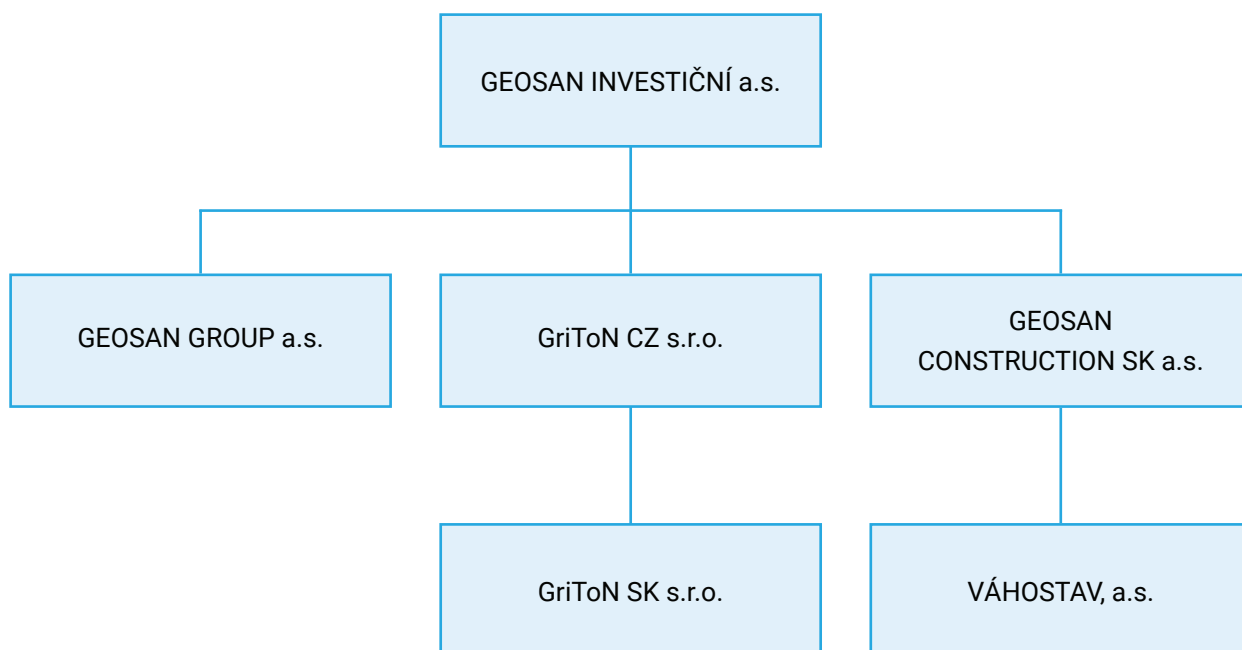 GEOSAN INVESTIČNÍ a.s.
GEOSAN GROUP a.s.
GriToN CZ s.r.o.
GEOSAN
CONSTRUCTION SK a.s.
GriToN SK s.r.o.
VÁHOSTAV, a.s.